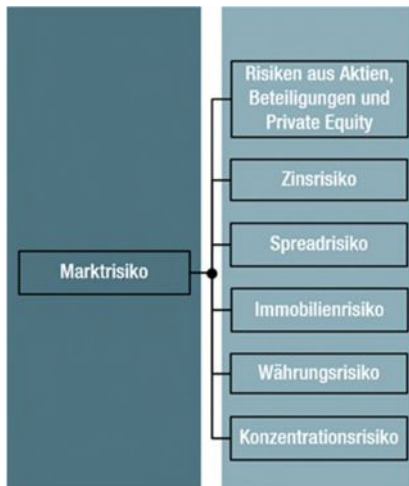 Marktrisiko
Risiken aus Aktien,
Beteiligungen und
Private Equity
Zinsrisiko
Spreadrisiko
Immobilienrisiko
Währungsrisiko
Konzentrationsrisiko